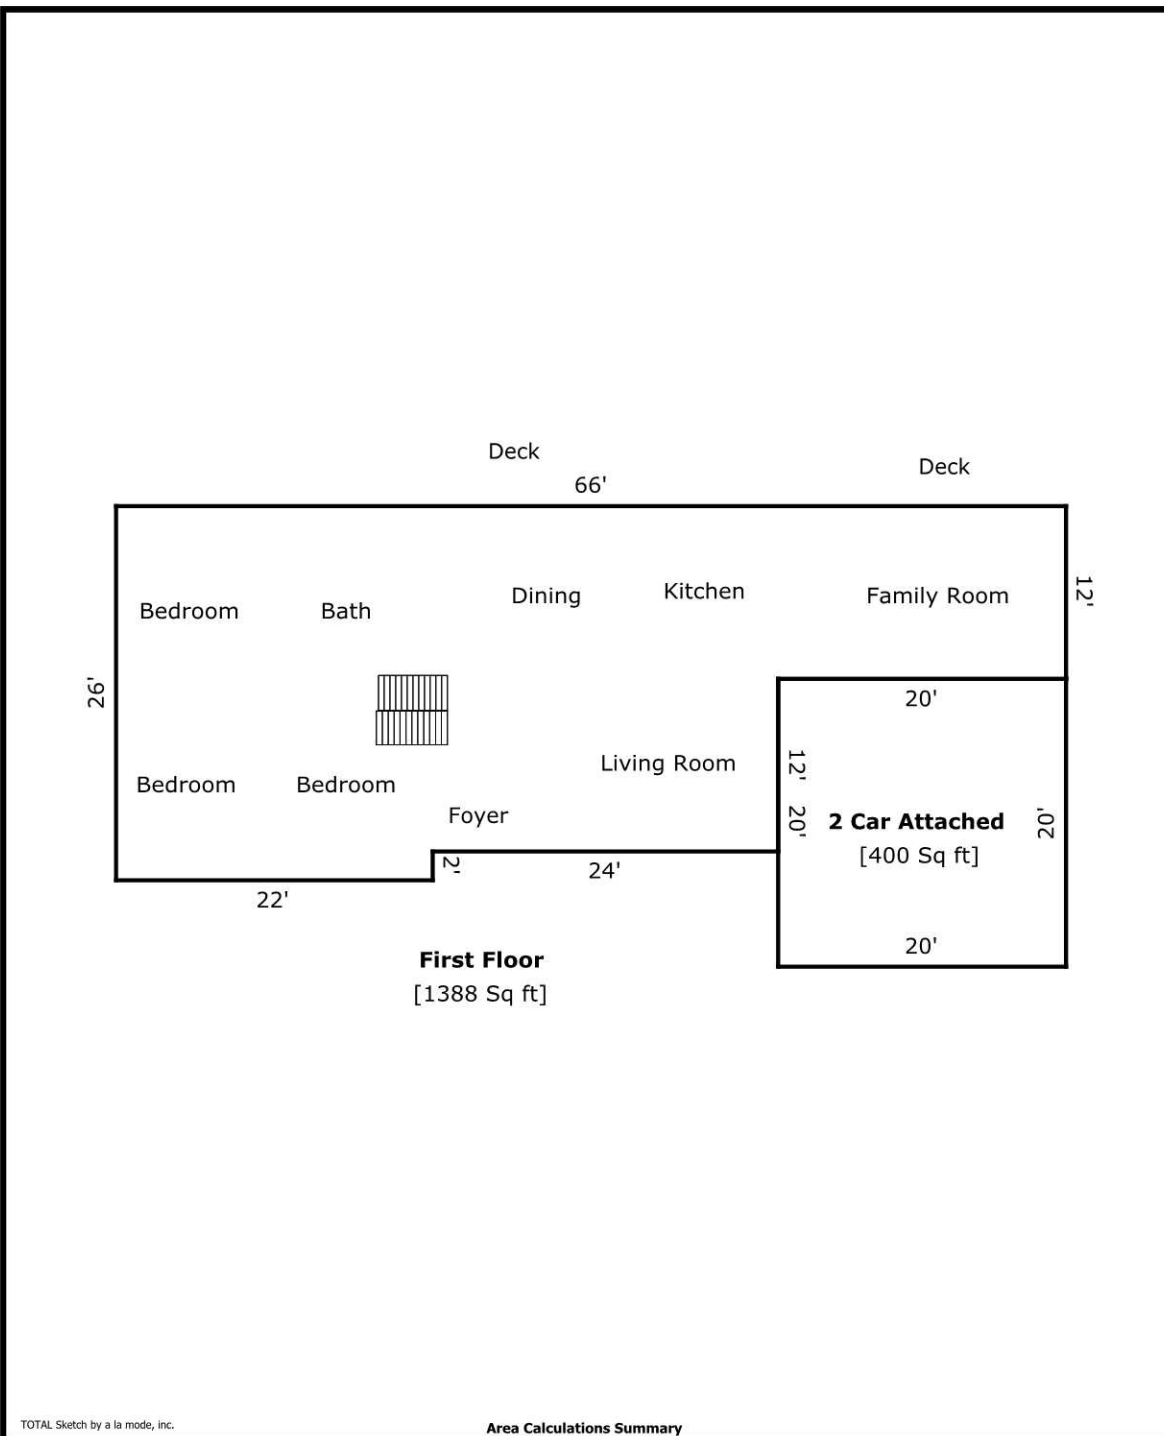 Deck
Deck
66'
Bedroom
Bath
Dining
Kitchen
Family Room
12'
26'
20'
Bedroom
Bedroom
Living Room
12'
Foyer
20'
2 Car Attached
20'
[400 Sq ft]
2'
24'
22'
20'
First Floor
[1388 Sq ft]
TOTAL Sketch by a la mode, inc.
Area Calculations Summary